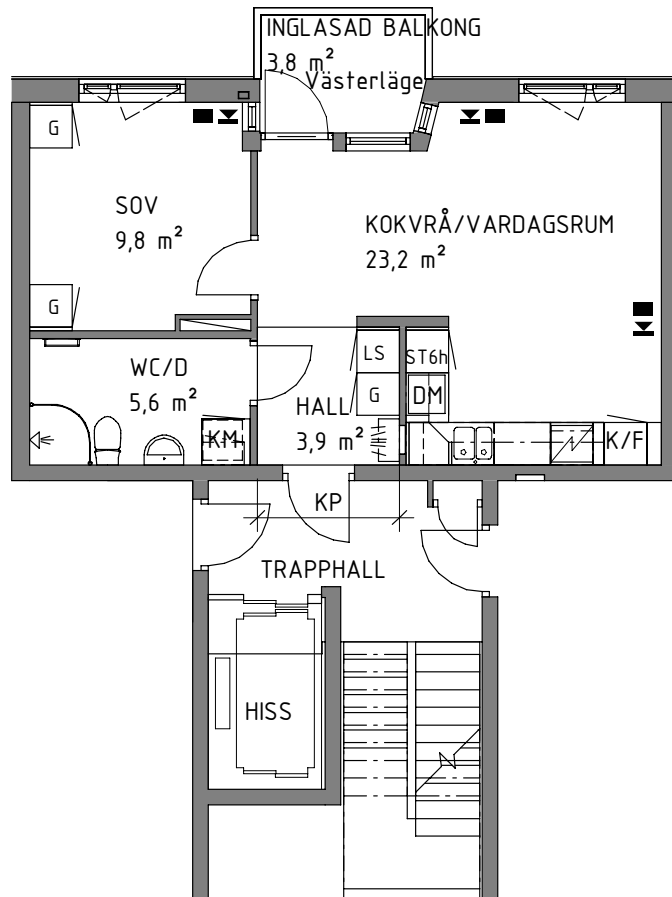 INGLASAD BALKONG
3,8 m²
Västerläge
G
SOV
9,8 m²
KOKVRÅ/VARDAGSRUM
23,2 m²
G
WC/D
5,6 m²
LS
ST6h
G
DM
HALL
3,9 m²
KM
K/F
KP
TRAPPHALL
HISS